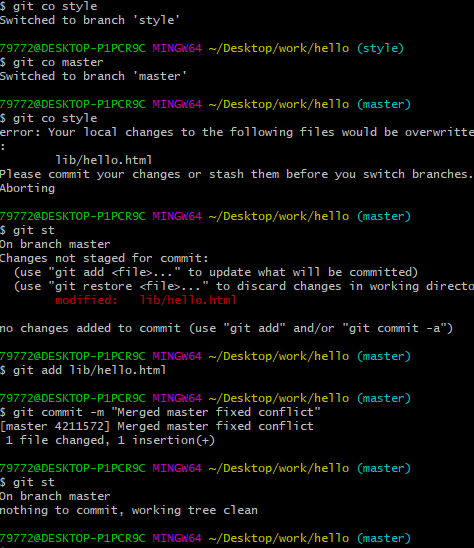 $ git co style
Switched to branch 'style'
79772@DESKTOP-P1PCR9C MINGW64 ~/Desktop/work/hello (style)
$ git co master
Switched to branch 'master'
79772@DESKTOP-P1PCR9C MINGW64 ~/Desktop/work/hello (master)
$ git co style
error: Your local changes to the following files would be overwritte
:
lib/hello.html
Please commit your changes or stash them before you switch branches.
Aborting
79772@DESKTOP-P1PCR9C MINGW64 ~/Desktop/work/hello (master)
$ git st
On branch master
Changes not staged for commit:
(use "git add <file>..." to update what will be committed)
(use "git restore <file>..." to discard changes in working directo
modified: lib/hello.html
no changes added to commit (use "git add" and/or "git commit -a")
79772@DESKTOP-P1PCR9C MINGW64 ~/Desktop/work/hello (master)
$ git add lib/hello.html
79772@DESKTOP-P1PCR9C MINGW64 ~/Desktop/work/hello (master)
$ git commit -m "Merged master fixed conflict"
[master 4211572] Merged master fixed conflict
1 file changed, 1 insertion(+)
79772@DESKTOP-P1PCR9C MINGW64 ~/Desktop/work/hello (master)
$ git st
On branch master
nothing to commit, working tree clean
79772@DESKTOP-P1PCR9C MINGW64 ~/Desktop/work/hello (master)